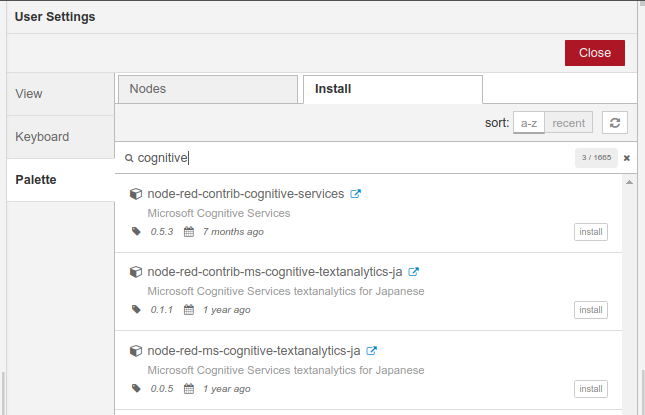 User Settings
Close
View
Keyboard
Palette
Nodes
Install
sort: a-z recent
cognitive
3 / 1665
node-red-contrib-cognitive-services
Microsoft Cognitive Services
0.5.3 7 months ago
install
node-red-contrib-ms-cognitive-textanalytics-ja
Microsoft Cognitive Services textanalytics for Japanese
0.1.1 1 year ago
install
node-red-ms-cognitive-textanalytics-ja
Microsoft Cognitive Services textanalytics for Japanese
0.0.5 1 year ago
install